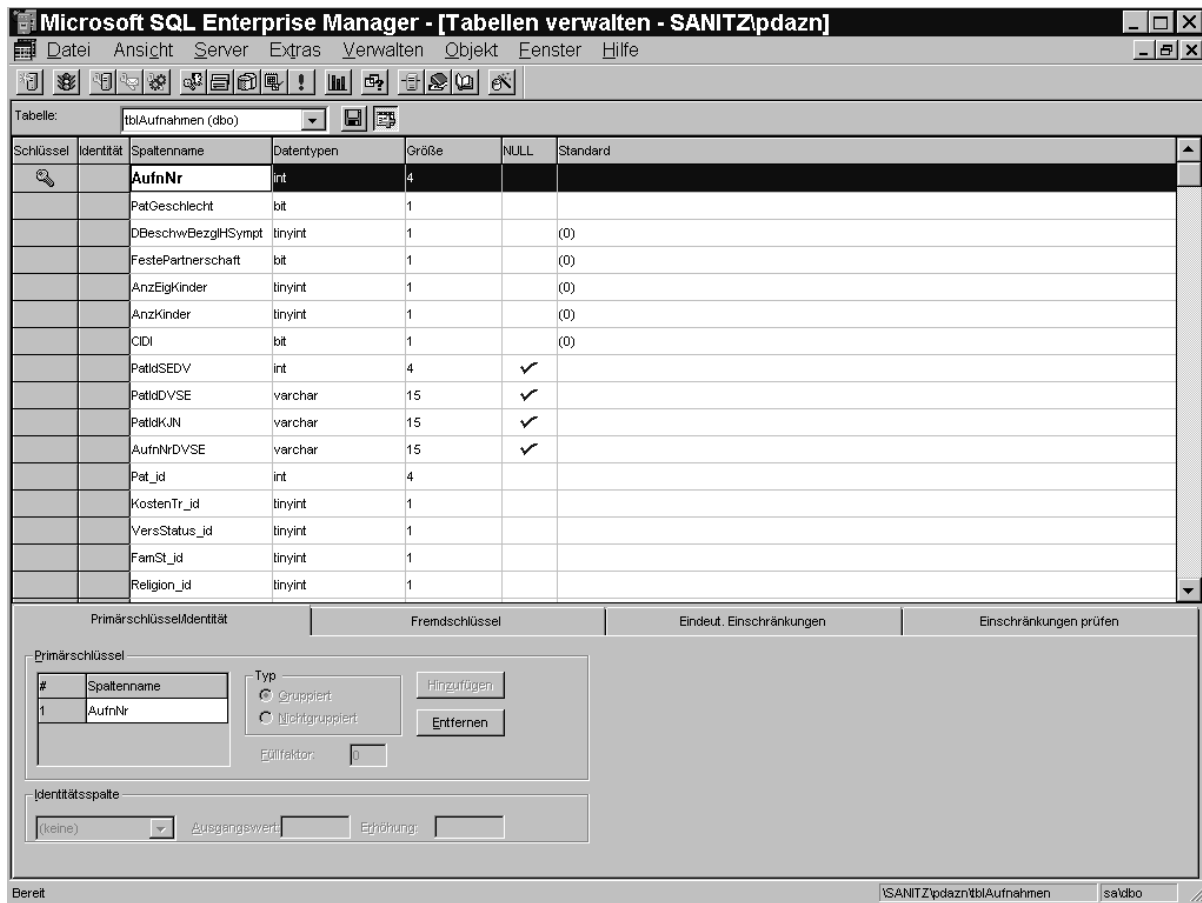 Microsoft SQL Enterprise Manager - [Tabellen verwalten - SANITZ\pdazn]
Datei Ansicht Server Extras Verwalten Objekt Fenster Hilfe
Tabelle: tblAufnahmen (dbo)
Schlüssel Identität Spaltenname Datentypen Größe NULL Standard
AufnNr int 4
PatGeschlecht bit 1
DBeschwBezglHSympt tinyint 1 (0)
FestePartnerschaft bit 1 (0)
AnzEigKinder tinyint 1 (0)
AnzKinder tinyint 1 (0)
CIDI bit 1 (0)
PatIdSEDV int 4
PatIdDVSE varchar 15
PatIdKJN varchar 15
AufnNrDVSE varchar 15
Pat_id int 4
KostenTr_id tinyint 1
VersStatus_id tinyint 1
FamSt_id tinyint 1
Religion_id tinyint 1
Primärschlüssel/Identität Fremdschlüssel Eindeut. Einschränkungen Einschränkungen prüfen
Primärschlüssel
# Spaltenname
1 AufnNr
Typ
Gruppiert
Nichtgruppiert
Füllfaktor: 0
Hinzufügen
Entfernen
Identitätsspalte
(keine) Ausgangswert: Erhöhung:
Bereit \SANITZ\pdazn\tblAufnahmen sa\dbo